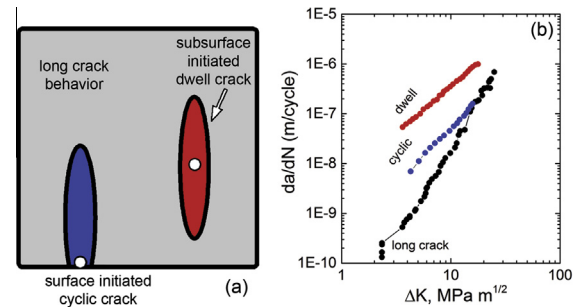 long crack
behavior
subsurface
initiated
dwell crack
surface initiated
cyclic crack
(a)
(b)
da/dN (m/cycle)
1E-5
1E-6
1E-7
1E-8
1E-9
1E-10
dwell
cyclic
long crack
1
10
100
ΔK, MPa m^1/2